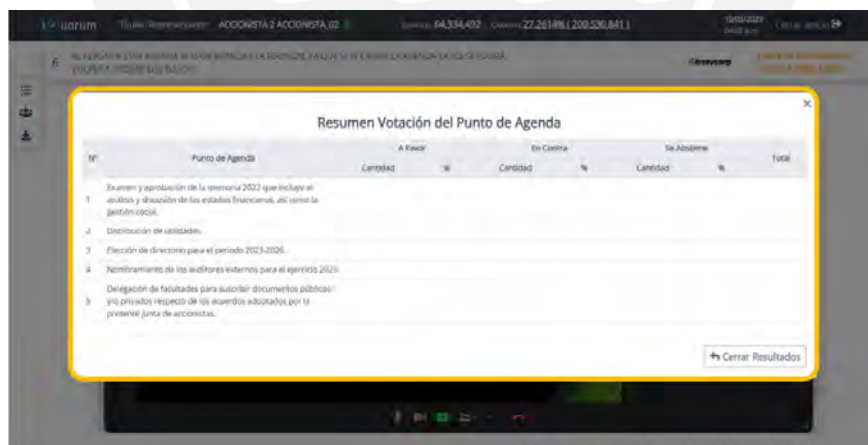 Quorum
ACCIONISTA 2 ACCIONISTA_02
64,334,492
27.2614% ( 200.530.841 )
6
Resumen Votación del Punto de Agenda
×
N° Punto de Agenda A Favor En Contra Se Abstiene Total
Cantidad % Cantidad % Cantidad %
Examen y aprobación de la memoria 2022 que incluye el
1 análisis y discusión de los estados financieros, así como la
gestión social.
2 Distribución de utilidades.
3 Elección de directorio para el periodo 2023-2026.
4 Nombramiento de los auditores externos para el ejercicio 2023.
Delegación de facultades para suscribir documentos públicos
5 y/o privados respecto de los acuerdos adoptados por la
presente junta de accionistas.
Cerrar Resultados